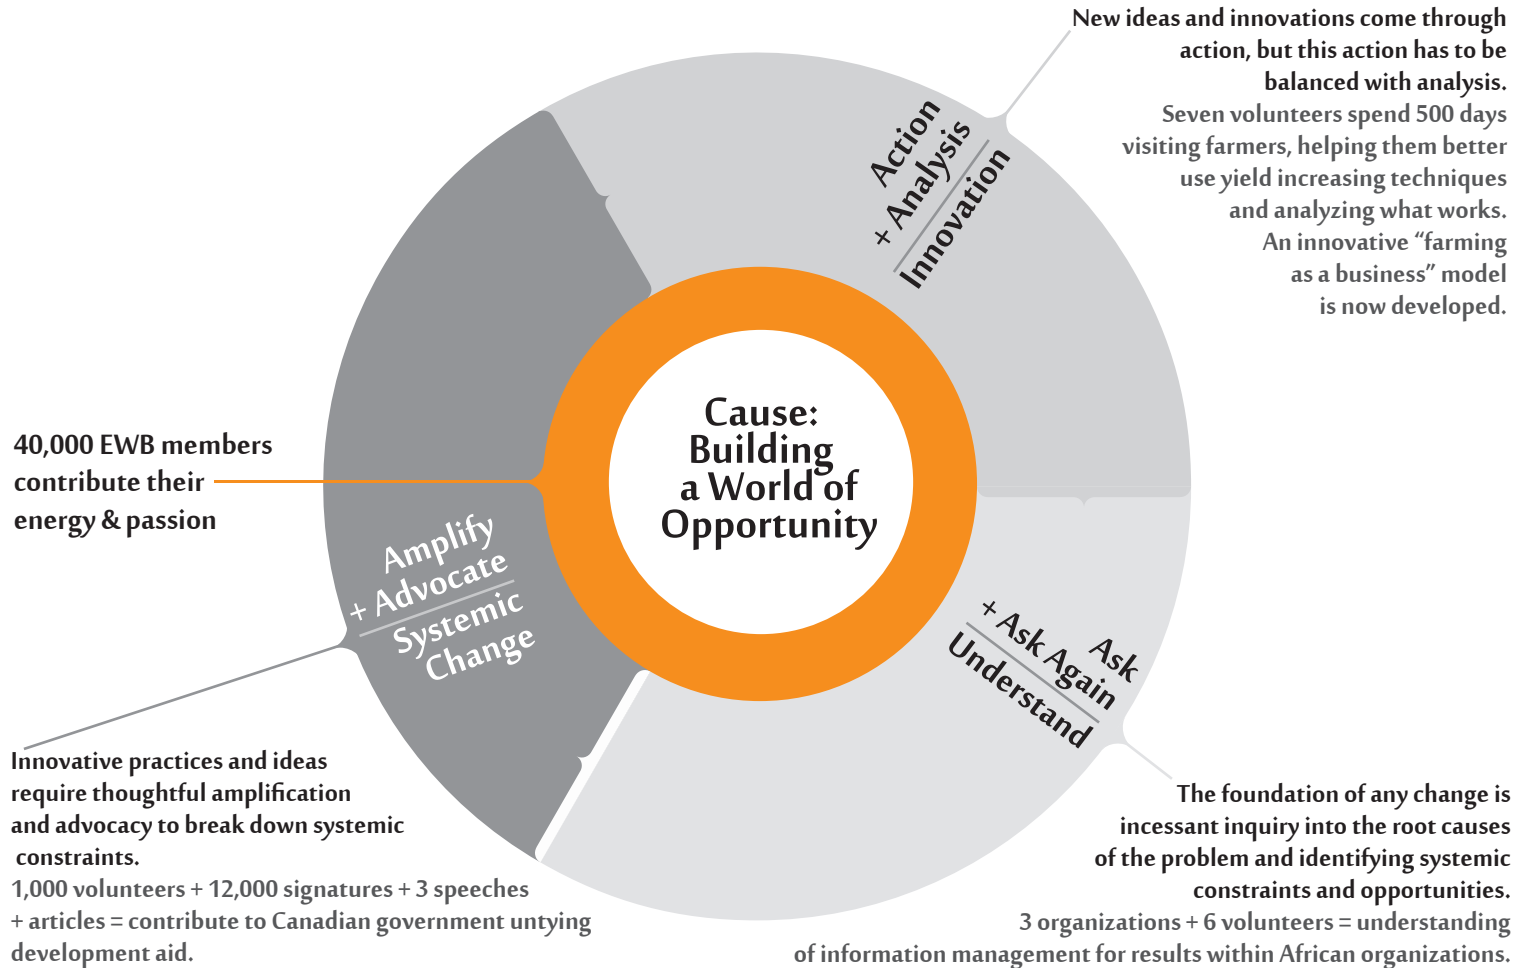 New ideas and innovations come through
action, but this action has to be
balanced with analysis.
Seven volunteers spend 500 days
visiting farmers, helping them better
use yield increasing techniques
and analyzing what works.
An innovative “farming
as a business” model
is now developed.
Action
+ Analysis
Innovation
Cause:
Building
a World of
Opportunity
40,000 EWB members
contribute their
energy & passion
Amplify
+ Advocate
Systemic
Change
Ask
+ Ask Again
Understand
Innovative practices and ideas
require thoughtful amplification
and advocacy to break down systemic
constraints.
1,000 volunteers + 12,000 signatures + 3 speeches
+ articles = contribute to Canadian government untying
development aid.
The foundation of any change is
incessant inquiry into the root causes
of the problem and identifying systemic
constraints and opportunities.
3 organizations + 6 volunteers = understanding
of information management for results within African organizations.